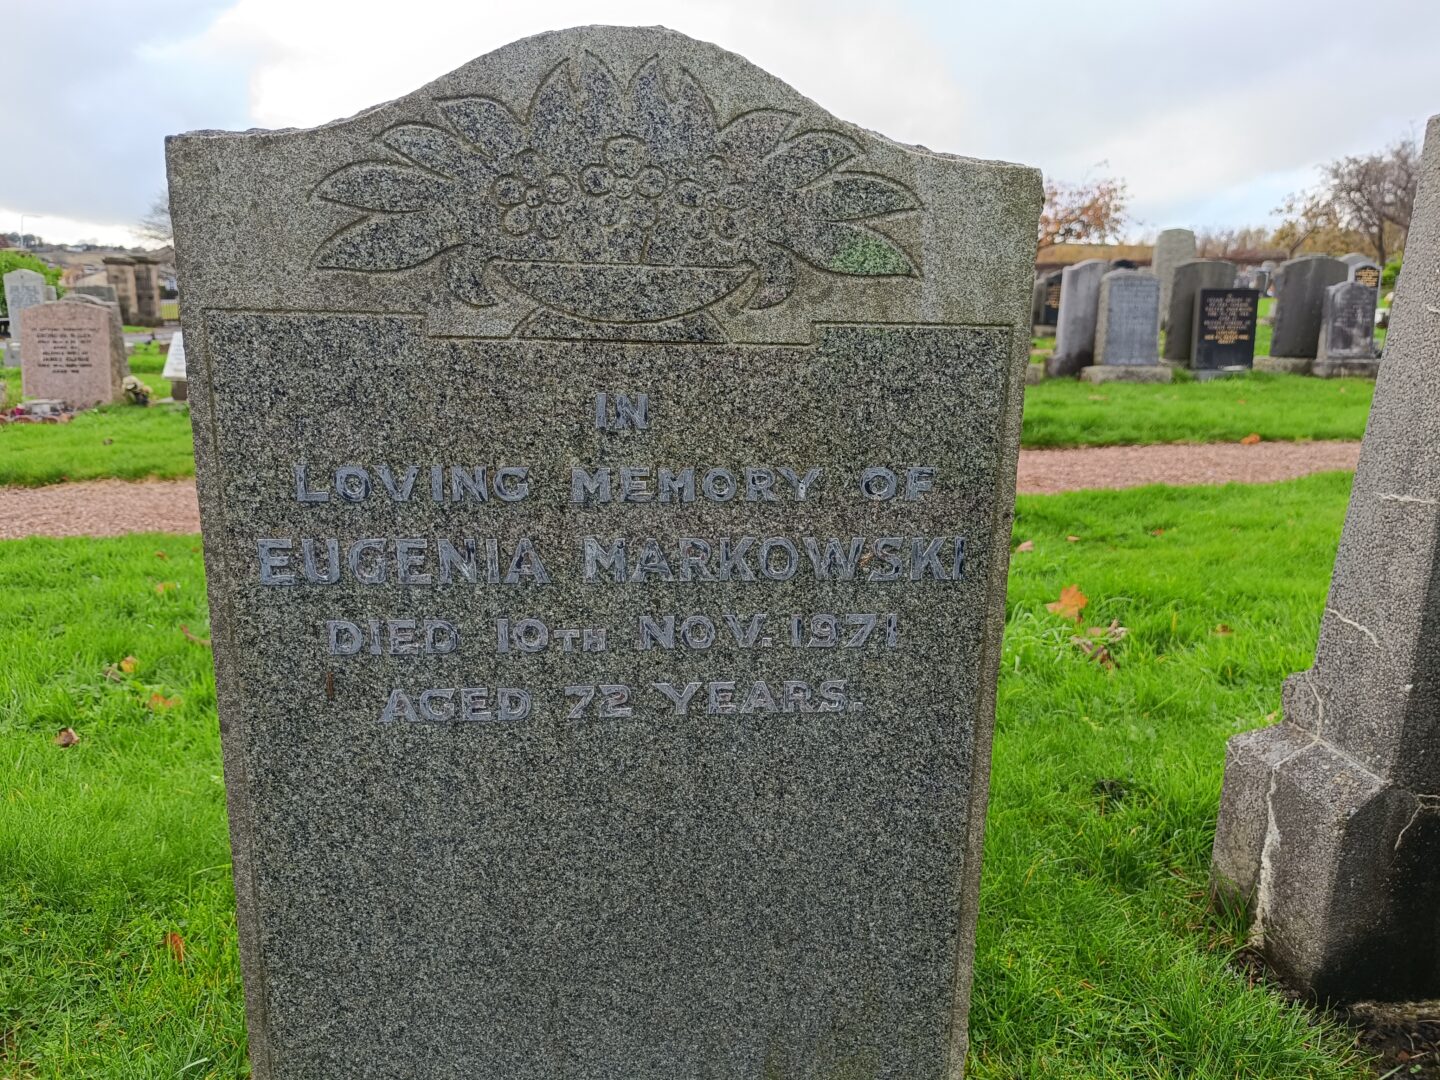 IN
LOVING MEMORY OF
EUGENIA MARKOWSKI
DIED 10TH NOV. 1971
AGED 72 YEARS.